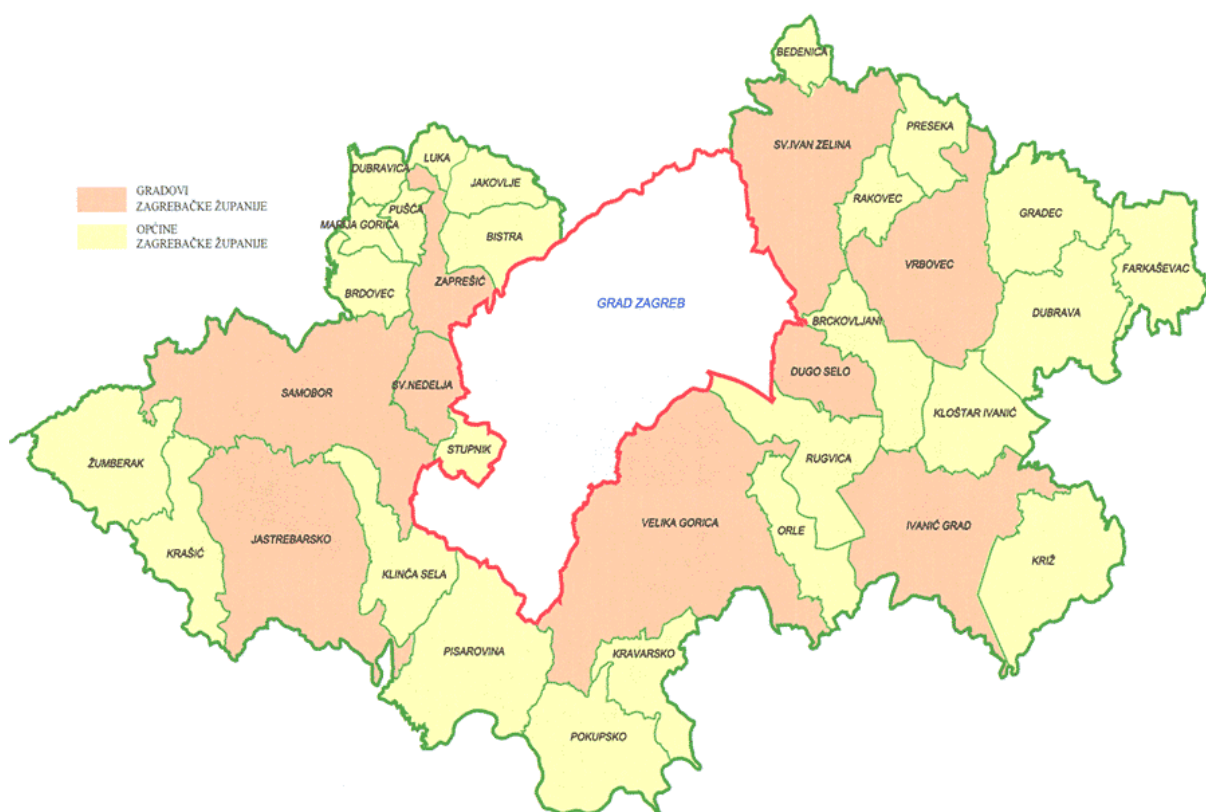 BEDENICA
PRESEKA
SV.IVAN ZELINA
LUKA
DUBRAVICA
JAKOVLJE
GRADOVI
ZAGREBAČKE ŽUPANIJE
RAKOVEC
PUŠĆA
GRADEC
MARIJA GORICA
OPĆINE
ZAGREBAČKE ŽUPANIJE
BISTRA
VRBOVEC
FARKAŠEVAC
ZAPREŠIĆ
BRDOVEC
GRAD ZAGREB
DUBRAVA
BRCKOVLJANI
DUGO SELO
SV.NEDELJA
SAMOBOR
KLOŠTAR IVANIĆ
STUPNIK
RUGVICA
ŽUMBERAK
VELIKA GORICA
IVANIĆ GRAD
ORLE
JASTREBARSKO
KRAŠIĆ
KRIŽ
KLINČA SELA
PISAROVINA
KRAVARSKO
POKUPSKO